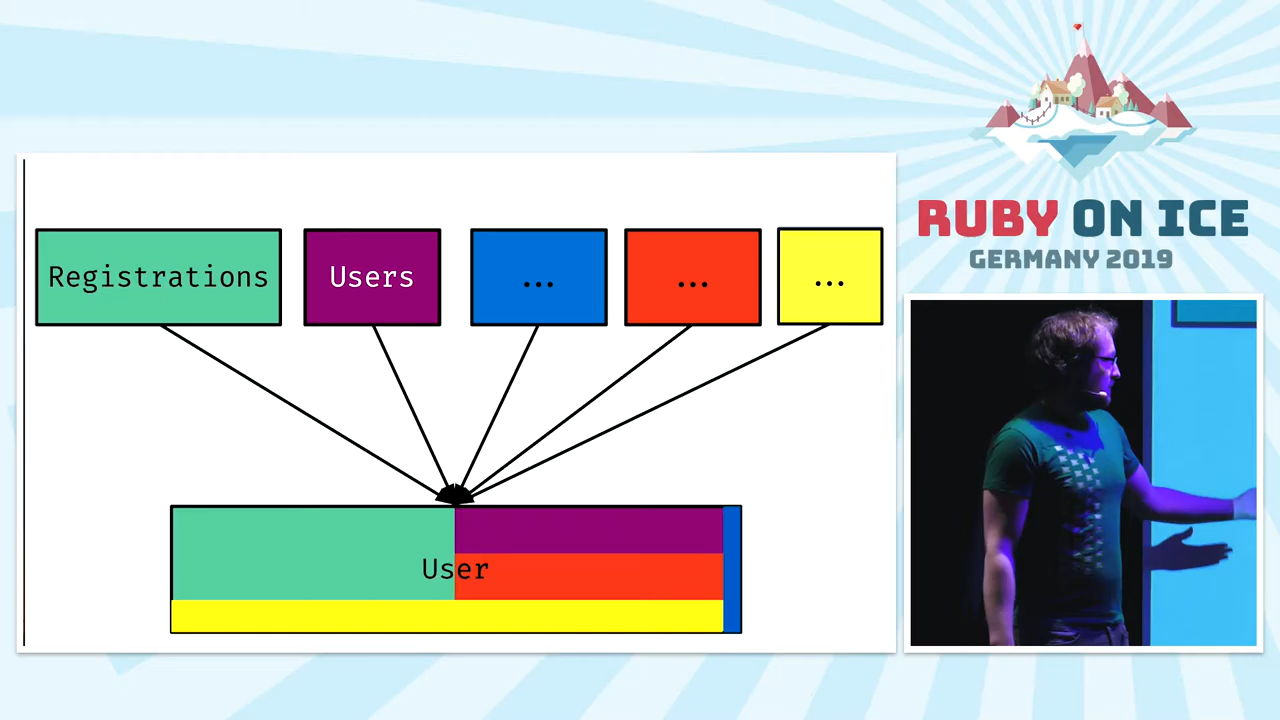 RUBY ON ICE
GERMANY 2019
Registrations
Users
...
...
...
User